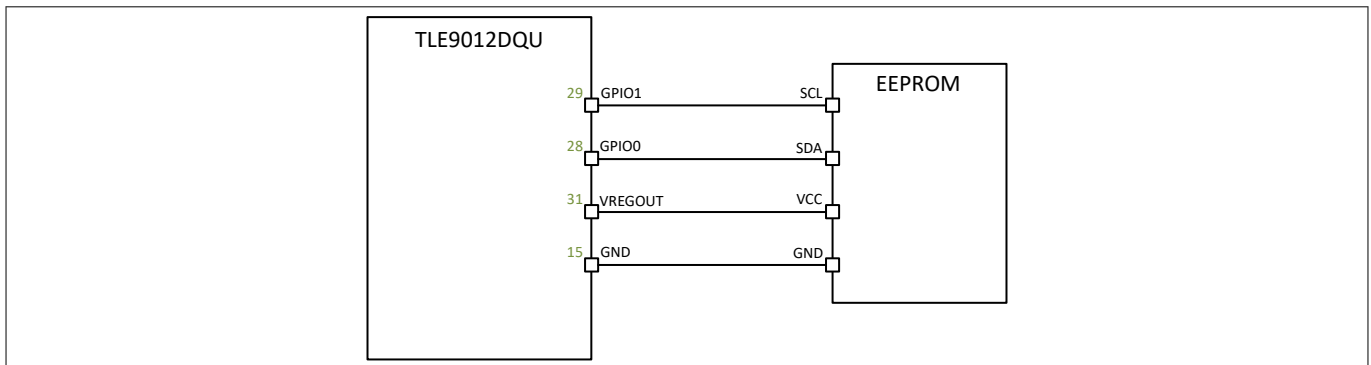 TLE9012DQU
EEPROM
29 GPIO1 SCL
28 GPIO0 SDA
31 VREGOUT VCC
15 GND GND